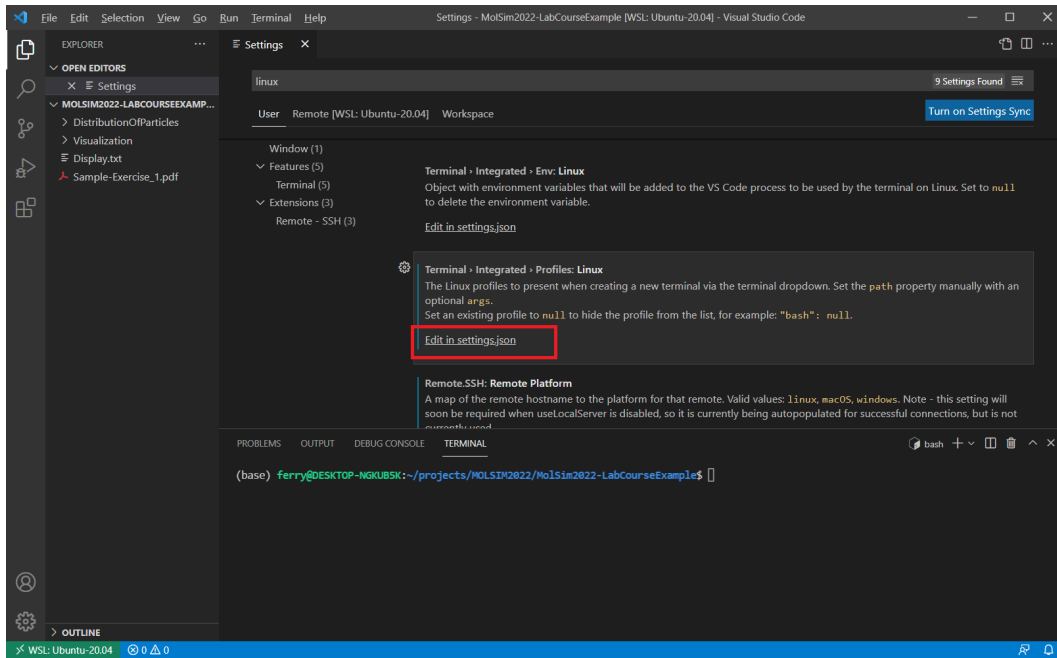 File Edit Selection View Go Run Terminal Help Settings - MolSim2022-LabCourseExample [WSL: Ubuntu-20.04] - Visual Studio Code
EXPLORER ...
OPEN EDITORS
Settings
MOLSIM2022-LABCOURSEEXAMP...
DistributionOfParticles
Visualization
Display.txt
Sample-Exercise_1.pdf
OUTLINE
Settings
linux
9 Settings Found
User Remote [WSL: Ubuntu-20.04] Workspace
Turn on Settings Sync
Window (1)
Features (5)
Terminal (5)
Extensions (3)
Remote - SSH (3)
Terminal › Integrated › Env: Linux
Object with environment variables that will be added to the VS Code process to be used by the terminal on Linux. Set to null
to delete the environment variable.
Edit in settings.json
Terminal › Integrated › Profiles: Linux
The Linux profiles to present when creating a new terminal via the terminal dropdown. Set the path property manually with an
optional args.
Set an existing profile to null to hide the profile from the list, for example: "bash": null.
Edit in settings.json
Remote.SSH: Remote Platform
A map of the remote hostname to the platform for that remote. Valid values: linux, macOS, windows. Note - this setting will
soon be required when useLocalServer is disabled, so it is currently being autopopulated for successful connections, but is not
currently used.
PROBLEMS OUTPUT DEBUG CONSOLE TERMINAL
bash
(base) ferry@DESKTOP-NGKUB5K:~/projects/MOLSIM2022/MolSim2022-LabCourseExample$
WSL: Ubuntu-20.04 0 0